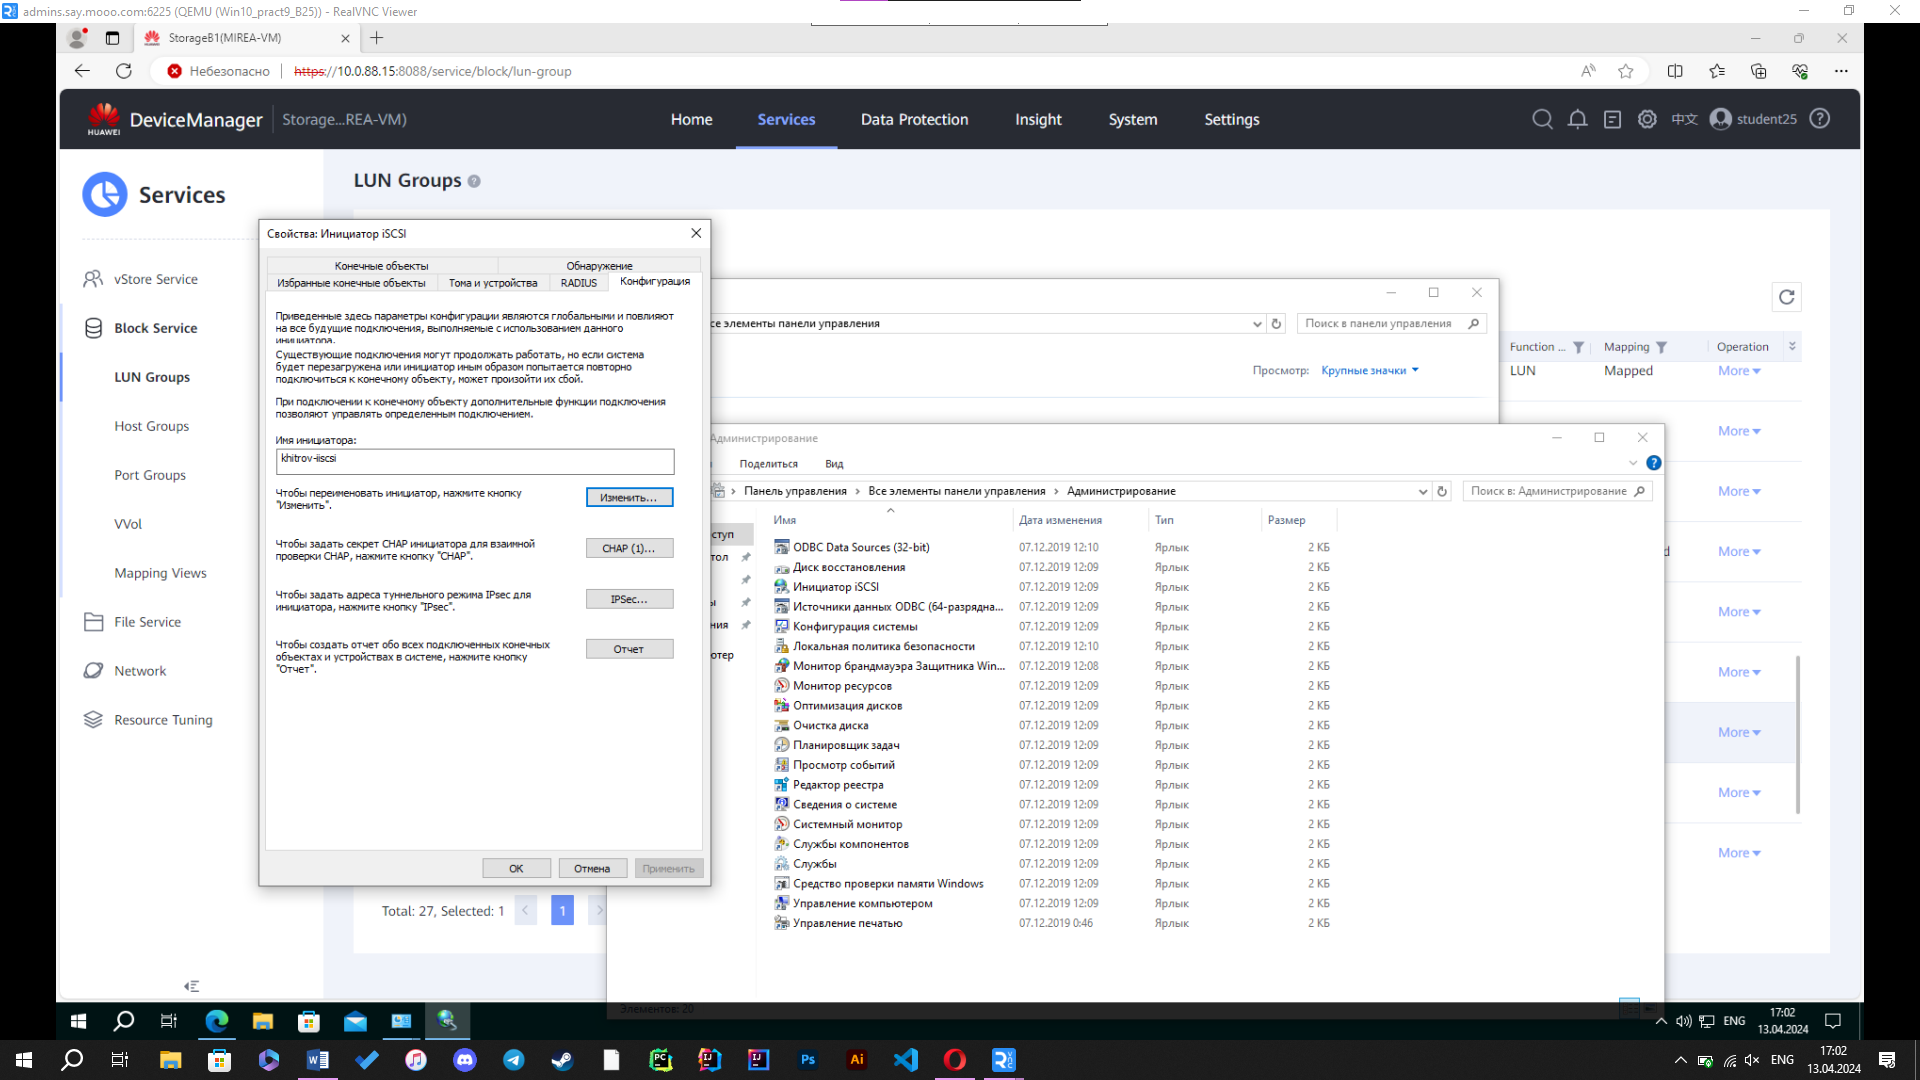 admins.say.mooo.com:6225 (QEMU (Win10_pract9_B25)) - RealVNC Viewer
StorageB1(MIREA-VM)
Небезопасно
https://10.0.88.15:8088/service/block/lun-group
HUAWEI
DeviceManager
Storage...REA-VM)
Home
Services
Data Protection
Insight
System
Settings
中文
student25
Services
LUN Groups
vStore Service
Block Service
LUN Groups
Host Groups
Port Groups
VVol
Mapping Views
File Service
Network
Resource Tuning
Свойства: Инициатор iSCSI
Конечные объекты
Обнаружение
Избранные конечные объекты
Тома и устройства
RADIUS
Конфигурация
Приведенные здесь параметры конфигурации являются глобальными и повлияют
на все будущие подключения, выполняемые с использованием данного
инициатора.
Существующие подключения могут продолжать работать, но если система
будет перезагружена или инициатор иным образом попытается повторно
подключиться к конечному объекту, может произойти их сбой.
При подключении к конечному объекту дополнительные функции подключения
позволяют управлять определенным подключением.
Имя инициатора:
khitrov-iiscsi
Чтобы переименовать инициатор, нажмите кнопку
"Изменить".
Изменить...
Чтобы задать секрет CHAP инициатора для взаимной
проверки CHAP, нажмите кнопку "CHAP".
CHAP (1)...
Чтобы задать адреса туннельного режима IPsec для
инициатора, нажмите кнопку "IPsec".
IPSec...
Чтобы создать отчет обо всех подключенных конечных
объектах и устройствах в системе, нажмите кнопку
"Отчет".
Отчет
ОК
Отмена
Применить
се элементы панели управления
Поиск в панели управления
Просмотр:
Крупные значки
Function ...
Mapping
Operation
LUN
Mapped
More
More
More
More
More
More
More
More
More
Администрирование
Поделиться
Вид
Панель управления
Все элементы панели управления
Администрирование
Поиск в: Администрирование
ступ
тол
ы
ния
ютер
d
Имя
Дата изменения
Тип
Размер
ODBC Data Sources (32-bit) 07.12.2019 12:10 Ярлык 2 КБ
Диск восстановления 07.12.2019 12:09 Ярлык 2 КБ
Инициатор iSCSI 07.12.2019 12:09 Ярлык 2 КБ
Источники данных ODBC (64-разрядна... 07.12.2019 12:09 Ярлык 2 КБ
Конфигурация системы 07.12.2019 12:09 Ярлык 2 КБ
Локальная политика безопасности 07.12.2019 12:10 Ярлык 2 КБ
Монитор брандмауэра Защитника Win... 07.12.2019 12:08 Ярлык 2 КБ
Монитор ресурсов 07.12.2019 12:09 Ярлык 2 КБ
Оптимизация дисков 07.12.2019 12:09 Ярлык 2 КБ
Очистка диска 07.12.2019 12:09 Ярлык 2 КБ
Планировщик задач 07.12.2019 12:09 Ярлык 2 КБ
Просмотр событий 07.12.2019 12:09 Ярлык 2 КБ
Редактор реестра 07.12.2019 12:09 Ярлык 2 КБ
Сведения о системе 07.12.2019 12:09 Ярлык 2 КБ
Системный монитор 07.12.2019 12:09 Ярлык 2 КБ
Службы компонентов 07.12.2019 12:09 Ярлык 2 КБ
Службы 07.12.2019 12:09 Ярлык 2 КБ
Средство проверки памяти Windows 07.12.2019 12:09 Ярлык 2 КБ
Управление компьютером 07.12.2019 12:09 Ярлык 2 КБ
Управление печатью 07.12.2019 0:46 Ярлык 2 КБ
Total: 27, Selected: 1
1
Элементов: 20
ENG
17:02
13.04.2024
ENG
17:02
13.04.2024